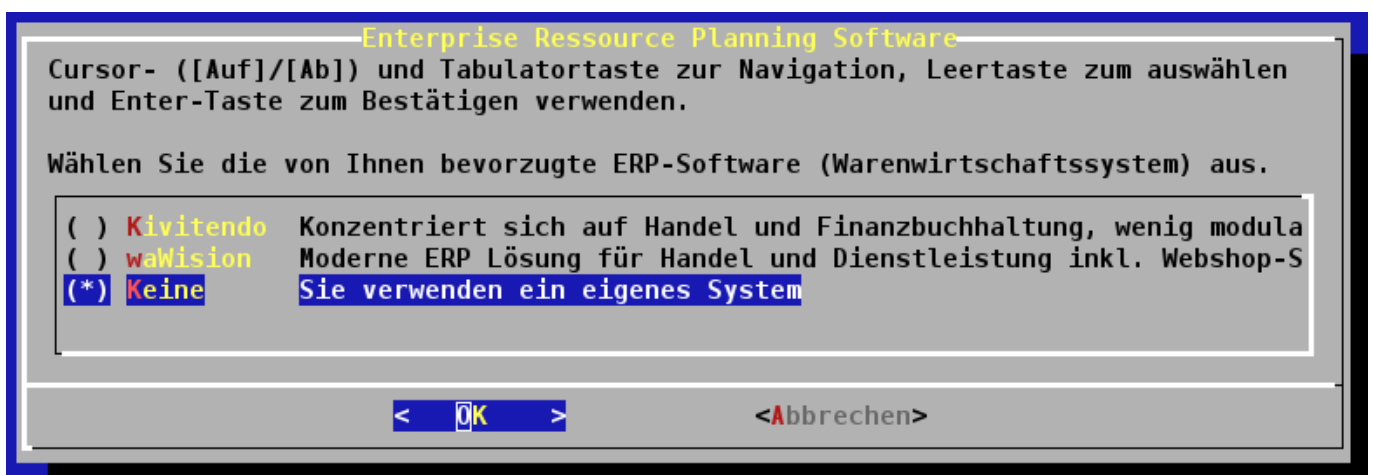 Enterprise Ressource Planning Software
Cursor- ([Auf]/[Ab]) und Tabulatortaste zur Navigation, Leertaste zum auswählen
und Enter-Taste zum Bestätigen verwenden.
Wählen Sie die von Ihnen bevorzugte ERP-Software (Warenwirtschaftssystem) aus.
( ) Kivitendo Konzentriert sich auf Handel und Finanzbuchhaltung, wenig modula
( ) waWision Moderne ERP Lösung für Handel und Dienstleistung inkl. Webshop-S
(*) Keine Sie verwenden ein eigenes System
< OK > <Abbrechen>